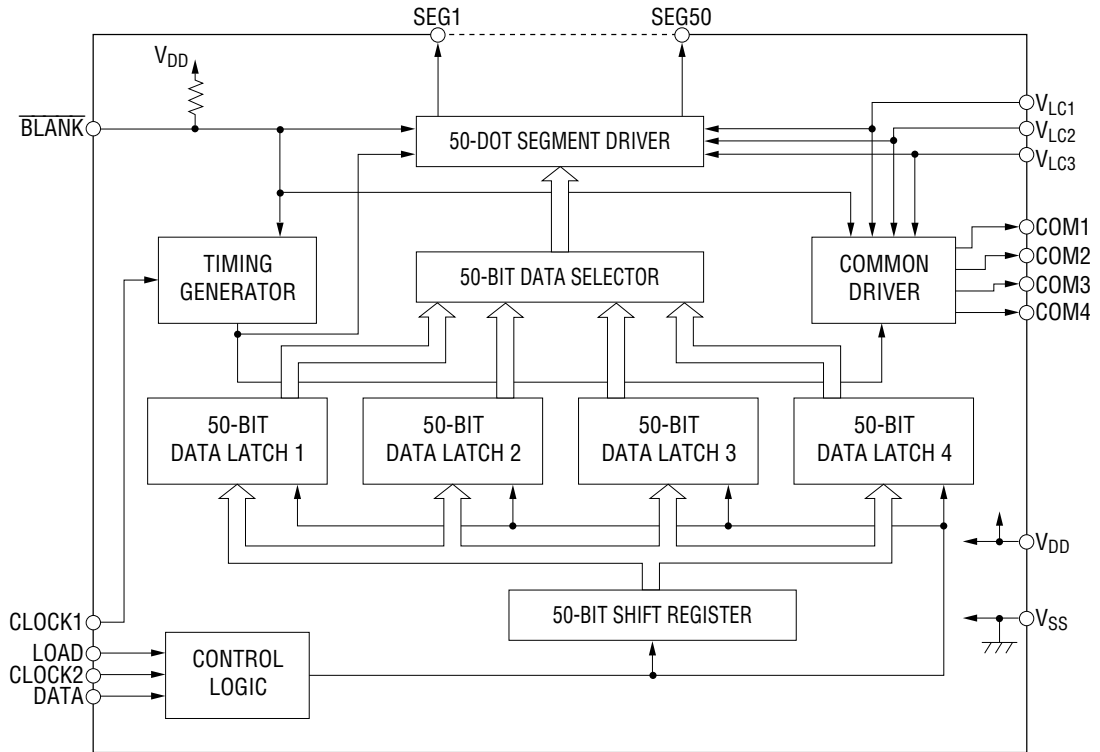 SEG1
SEG50
VDD
BLANK
50-DOT SEGMENT DRIVER
VLC1
VLC2
VLC3
TIMING
GENERATOR
50-BIT DATA SELECTOR
COMMON
DRIVER
COM1
COM2
COM3
COM4
50-BIT
DATA LATCH 1
50-BIT
DATA LATCH 2
50-BIT
DATA LATCH 3
50-BIT
DATA LATCH 4
VDD
50-BIT SHIFT REGISTER
VSS
CLOCK1
LOAD
CLOCK2
DATA
CONTROL
LOGIC